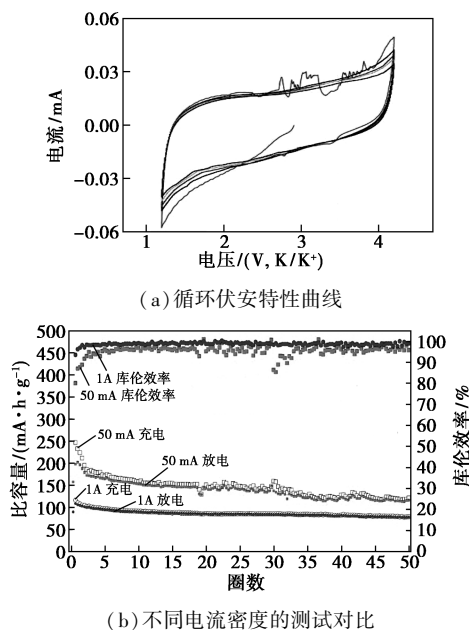 0.06
0.03
0.00
-0.03
-0.06
电流/mA
1 2 3 4
电压/(V, K/K⁺)
(a)循环伏安特性曲线
500
450
400
350
300
250
200
150
100
50
0
比容量/(mA·h·g⁻¹)
100
90
80
70
60
50
40
30
20
10
0
库伦效率/%
1A 库伦效率
50 mA 库伦效率
50 mA 充电
50 mA 放电
1A 充电
1A 放电
0 5 10 15 20 25 30 35 40 45 50
圈数
(b)不同电流密度的测试对比